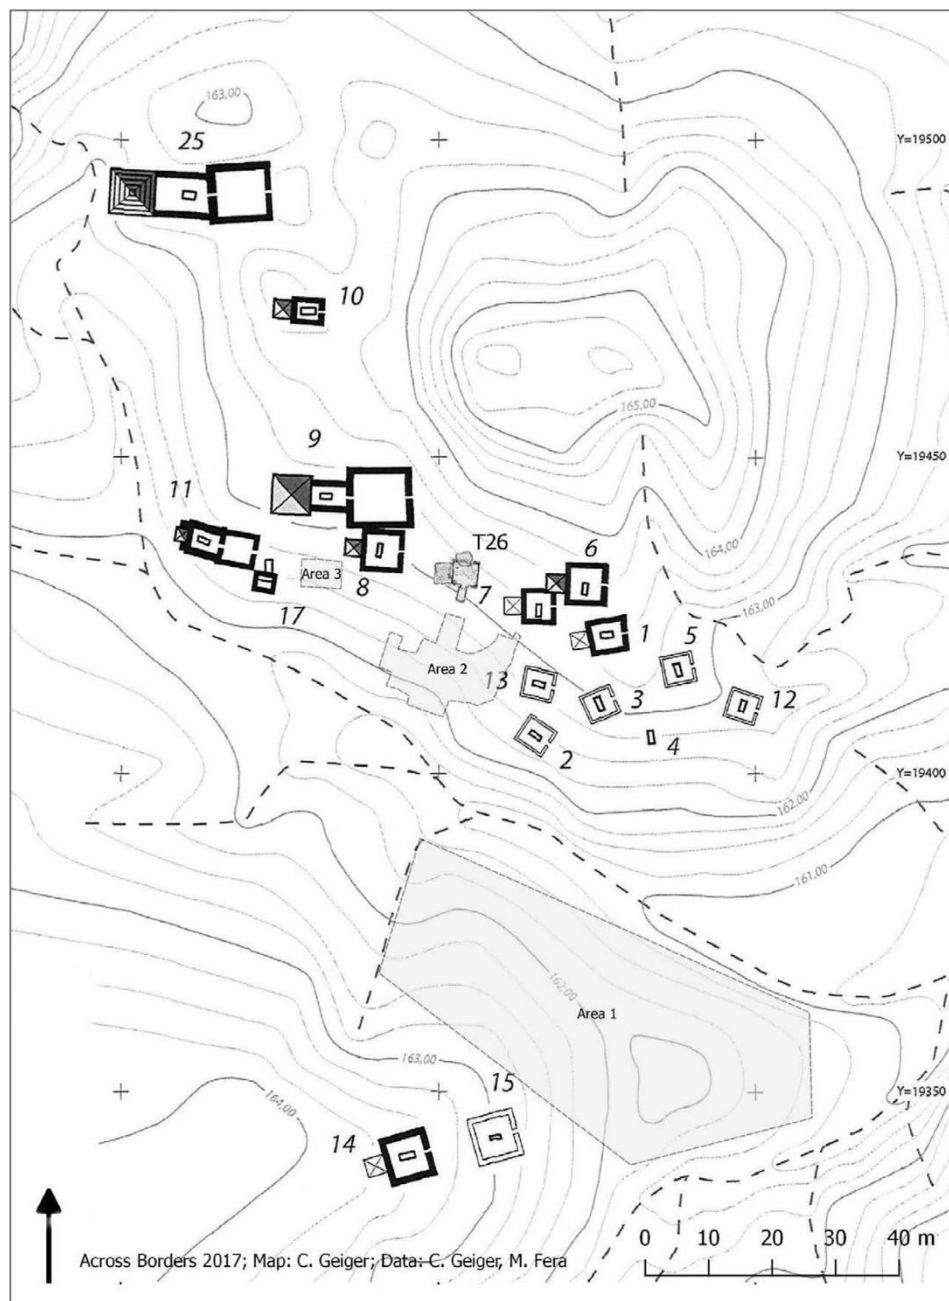 163,00
25
Y=19500
10
165,00
9
Y=19450
11
T26
6
164,00
Area 3
8
7
163,00
17
1
5
Area 2
13
3
12
2
4
Y=19400
162,00
161,00
162,00
Area 1
163,00
15
164,00
Y=19350
14
0 10 20 40 m
Across Borders 2017; Map: C. Geiger; Data: C. Geiger, M. Fera